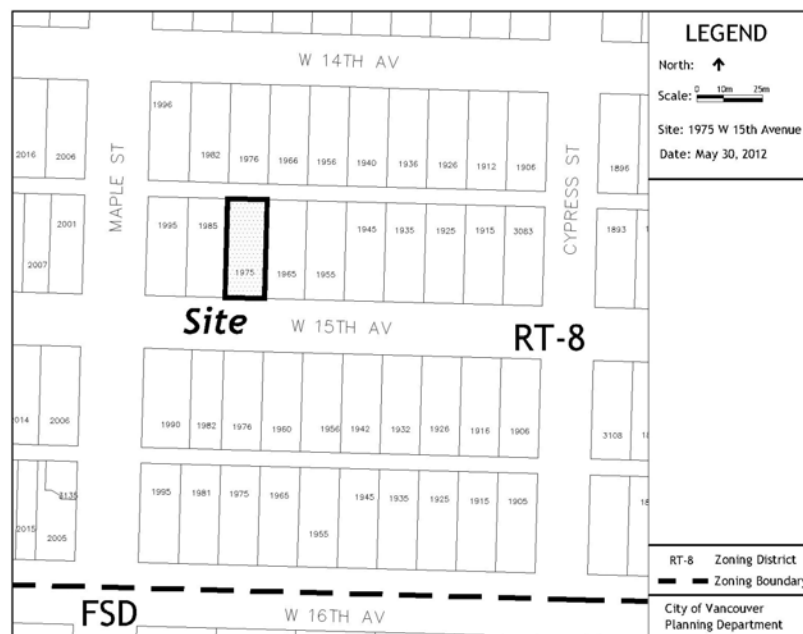 W 14TH AV
LEGEND
North:
Scale: 0 10m 25m
Site: 1975 W 15th Avenue
Date: May 30, 2012
MAPLE ST
CYPRESS ST
2016 2006
1996 1982 1976 1966 1956 1940 1936 1926 1912 1906
1896
2001
2007
1995 1985 1975 1965 1955 1945 1935 1925 1915 3083
1893
Site
W 15TH AV
RT-8
2006
1990 1982 1976 1960 1956 1942 1932 1926 1916 1906
3108
3135
2015 2005
1995 1981 1975 1965 1955 1945 1935 1925 1915 1905
FSD
W 16TH AV
RT-8 Zoning District
Zoning Boundary
City of Vancouver
Planning Department